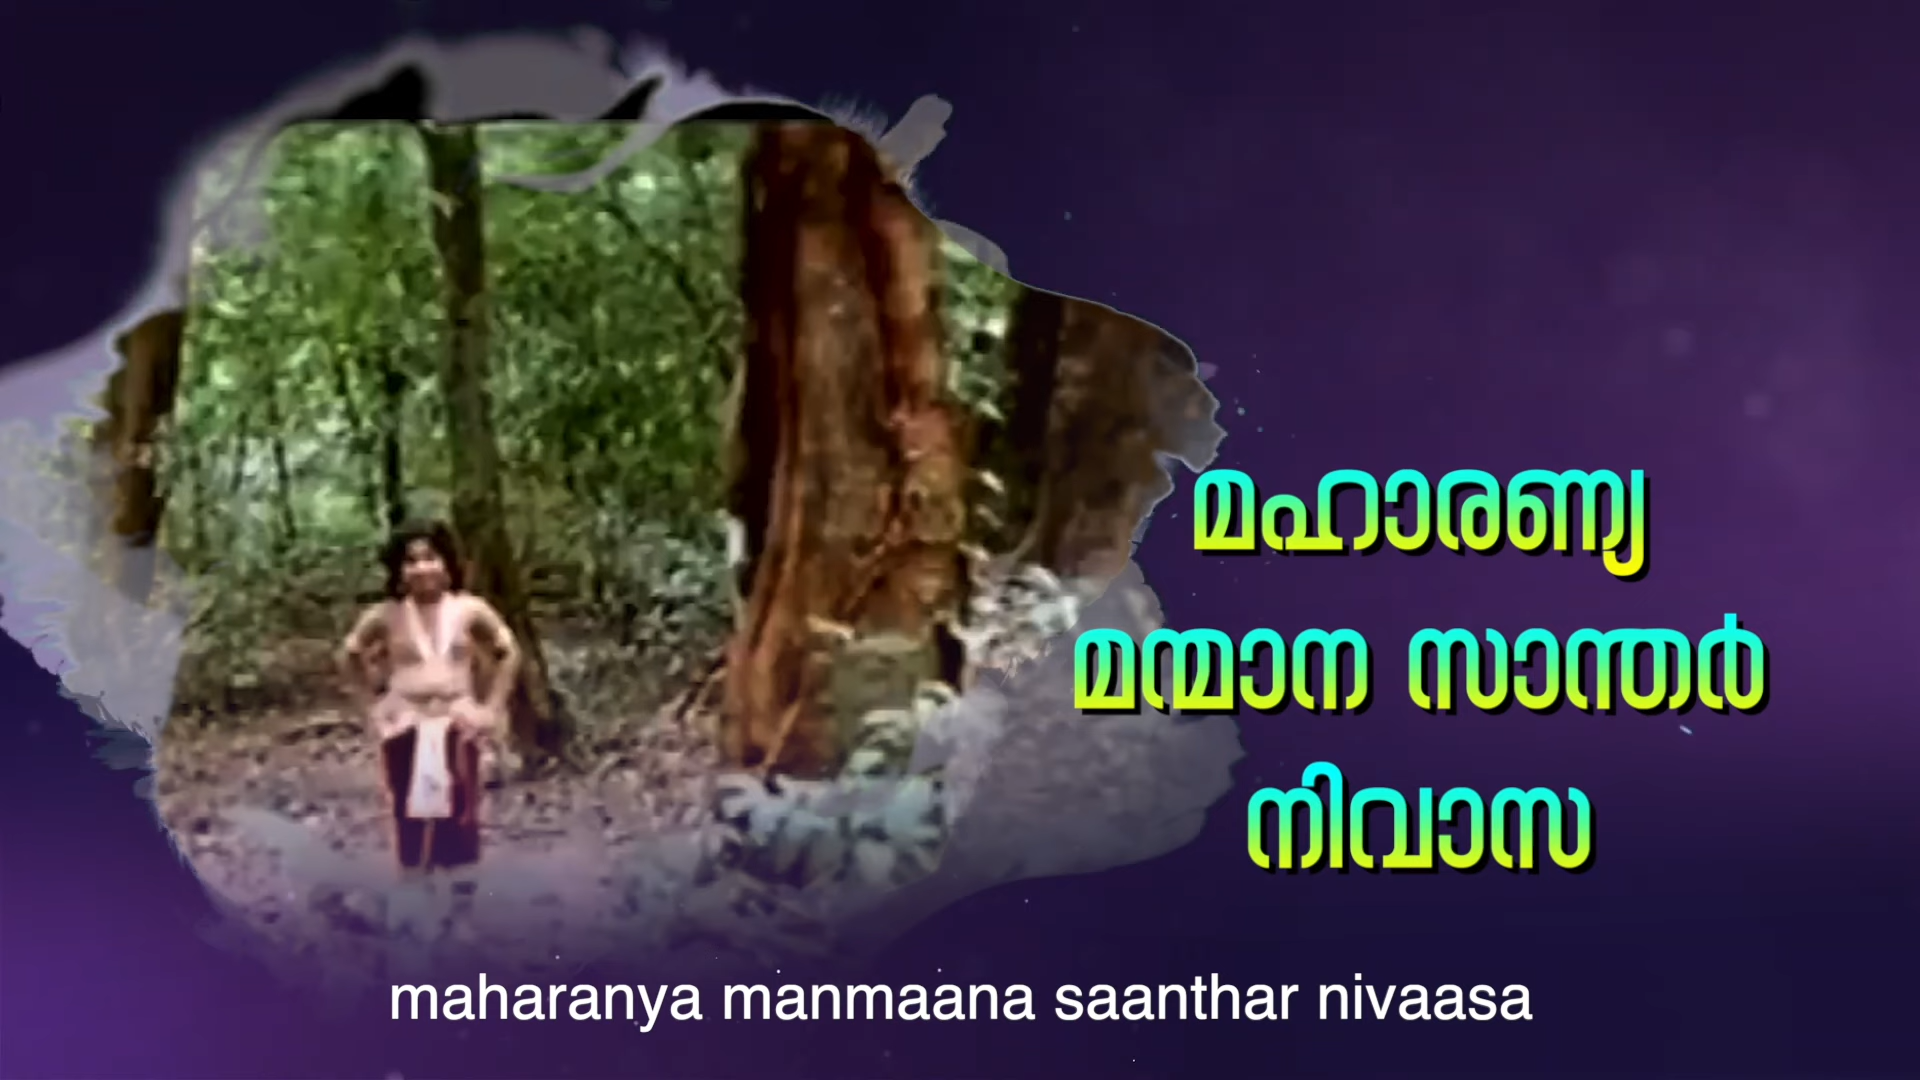 മഹാരണ്യ
മന്മാന സാന്തർ
നിവാസ
maharanya manmaana saanthar nivaasa